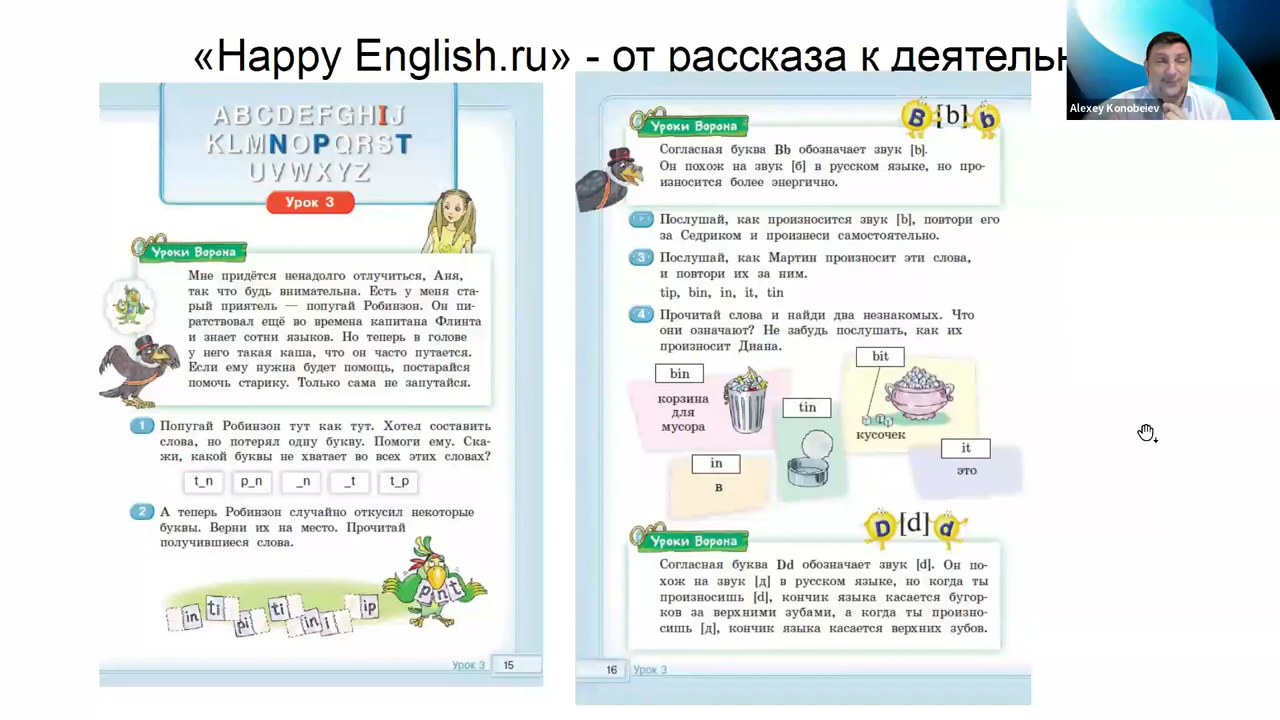 «Happy English.ru» - от рассказа к деятельн
Alexey Konobeiev
ABCDEFGHIJ
KLMNOPQRST
UVWXYZ
Урок 3
Уроки Ворона
Мне придётся ненадолго отлучиться, Аня,
так что будь внимательна. Есть у меня ста-
рый приятель — попугай Робинзон. Он пи-
ратствовал ещё во времена капитана Флинта
и знает сотни языков. Но теперь в голове
у него такая каша, что он часто путается.
Если ему нужна будет помощь, постарайся
помочь старику. Только сама не запутайся.
1 Попугай Робинзон тут как тут. Хотел составить
слова, но потерял одну букву. Помоги ему. Ска-
жи, какой буквы не хватает во всех этих словах?
t_n p_n _n _t t_p
2 А теперь Робинзон случайно откусил некоторые
буквы. Верни их на место. Прочитай
получившиеся слова.
p n t
in ti pi ti in i ip
Урок 3 15
Уроки Ворона
B [b] b
Согласная буква Bb обозначает звук [b].
Он похож на звук [б] в русском языке, но про-
износится более энергично.
Послушай, как произносится звук [b], повтори его
за Седриком и произнеси самостоятельно.
3 Послушай, как Мартин произносит эти слова,
и повтори их за ним.
tip, bin, in, it, tin
4 Прочитай слова и найди два незнакомых. Что
они означают? Не забудь послушать, как их
произносит Диана.
bin
корзина
для
мусора
tin
bit
кусочек
in
в
it
это
Уроки Ворона
D [d] d
Согласная буква Dd обозначает звук [d]. Он по-
хож на звук [д] в русском языке, но когда ты
произносишь [d], кончик языка касается бугор-
ков за верхними зубами, а когда ты произно-
сишь [д], кончик языка касается верхних зубов.
16 Урок 3